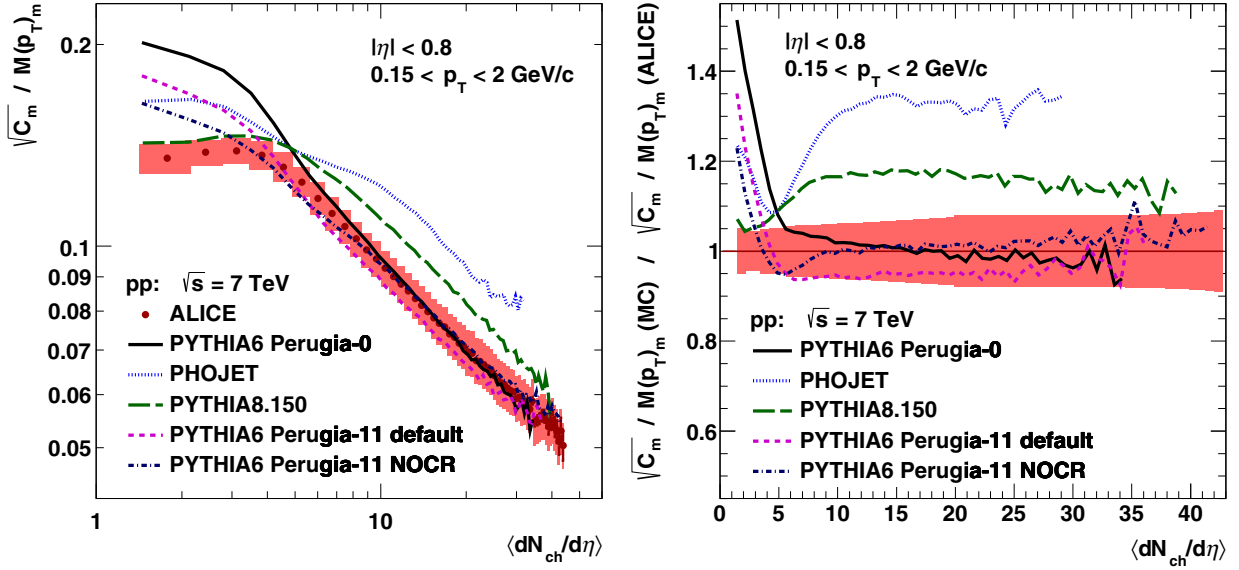 √C_m / M(p_T)_m
0.2
0.1
0.09
0.08
0.07
0.06
0.05
|η| < 0.8
0.15 < p_T < 2 GeV/c
pp: √s = 7 TeV
ALICE
PYTHIA6 Perugia-0
PHOJET
PYTHIA8.150
PYTHIA6 Perugia-11 default
PYTHIA6 Perugia-11 NOCR
1
10
⟨dN_ch/dη⟩
√C_m / M(p_T)_m (MC) / √C_m / M(p_T)_m (ALICE)
1.4
1.2
1
0.8
0.6
|η| < 0.8
0.15 < p_T < 2 GeV/c
pp: √s = 7 TeV
PYTHIA6 Perugia-0
PHOJET
PYTHIA8.150
PYTHIA6 Perugia-11 default
PYTHIA6 Perugia-11 NOCR
0 5 10 15 20 25 30 35 40
⟨dN_ch/dη⟩